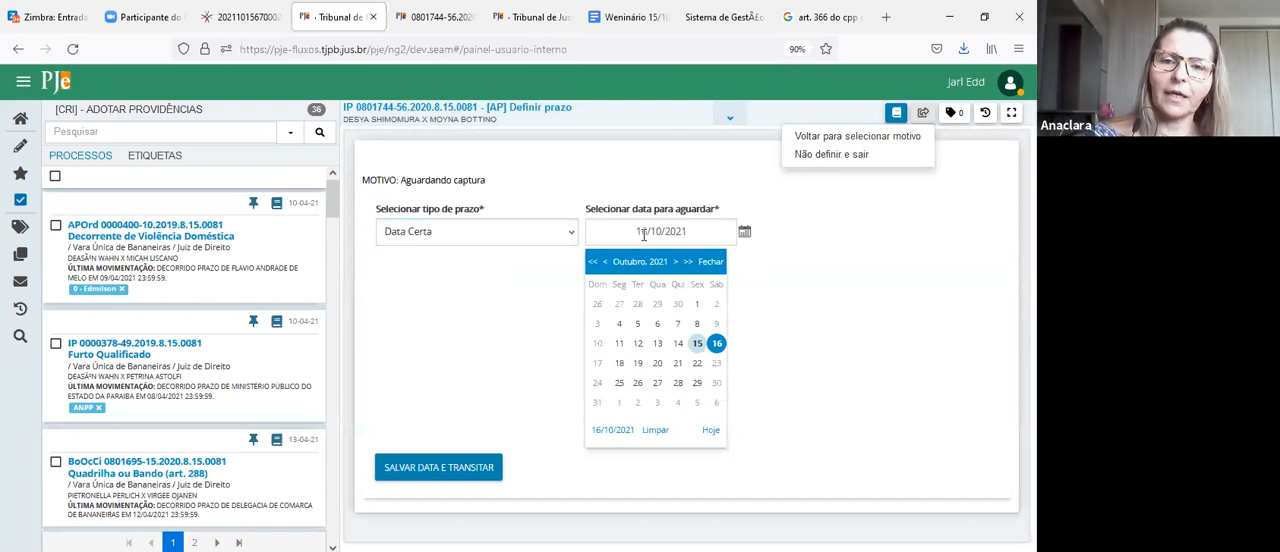 Zimbra: Entrada
Participante do
20211015670002
Tribunal de Jus
0801744-56.2020
Tribunal de Jus
Weninário 15/10
Sistema de GestÃ£o
art. 366 do cpp
https://pje-fluxos.tjpb.jus.br/pje/ng2/dev.seam#/painel-usuario-interno
90%
PJe
Jarl Edd
[CRI] - ADOTAR PROVIDÊNCIAS 36
Pesquisar
PROCESSOS ETIQUETAS
10-04-21
APOrd 0000400-10.2019.8.15.0081
Decorrente de Violência Doméstica
/ Vara Única de Bananeiras / Juiz de Direito
DEASÂªN WAHN X MICAH LISCANO
ÚLTIMA MOVIMENTAÇÃO: DECORRIDO PRAZO DE FLAVIO ANDRADE DE
MELO EM 09/04/2021 23:59:59.
0 - Edmilson ×
10-04-21
IP 0000378-49.2019.8.15.0081
Furto Qualificado
/ Vara Única de Bananeiras / Juiz de Direito
DEASÂªN WAHN X PETRINA ASTOLFI
ÚLTIMA MOVIMENTAÇÃO: DECORRIDO PRAZO DE MINISTÉRIO PÚBLICO DO
ESTADO DA PARAIBA EM 08/04/2021 23:59:59.
ANPP ×
13-04-21
BoOcCi 0801695-15.2020.8.15.0081
Quadrilha ou Bando (art. 288)
/ Vara Única de Bananeiras / Juiz de Direito
PIETRONELLA PERLICH X VIRGEE OJANEN
ÚLTIMA MOVIMENTAÇÃO: DECORRIDO PRAZO DE DELEGACIA DE COMARCA
DE BANANEIRAS EM 12/04/2021 23:59:59.
1 2
IP 0801744-56.2020.8.15.0081 - [AP] Definir prazo
DESYA SHIMOMURA X MOYNA BOTTINO
0
Voltar para selecionar motivo
Não definir e sair
MOTIVO: Aguardando captura
Selecionar tipo de prazo* Selecionar data para aguardar*
Data Certa 16/10/2021
<< < Outubro, 2021 > >> Fechar
Dom Seg Ter Qua Qui Sex Sáb
26 27 28 29 30 1 2
3 4 5 6 7 8 9
10 11 12 13 14 15 16
17 18 19 20 21 22 23
24 25 26 27 28 29 30
31 1 2 3 4 5 6
16/10/2021 Limpar Hoje
SALVAR DATA E TRANSITAR
Anaclara